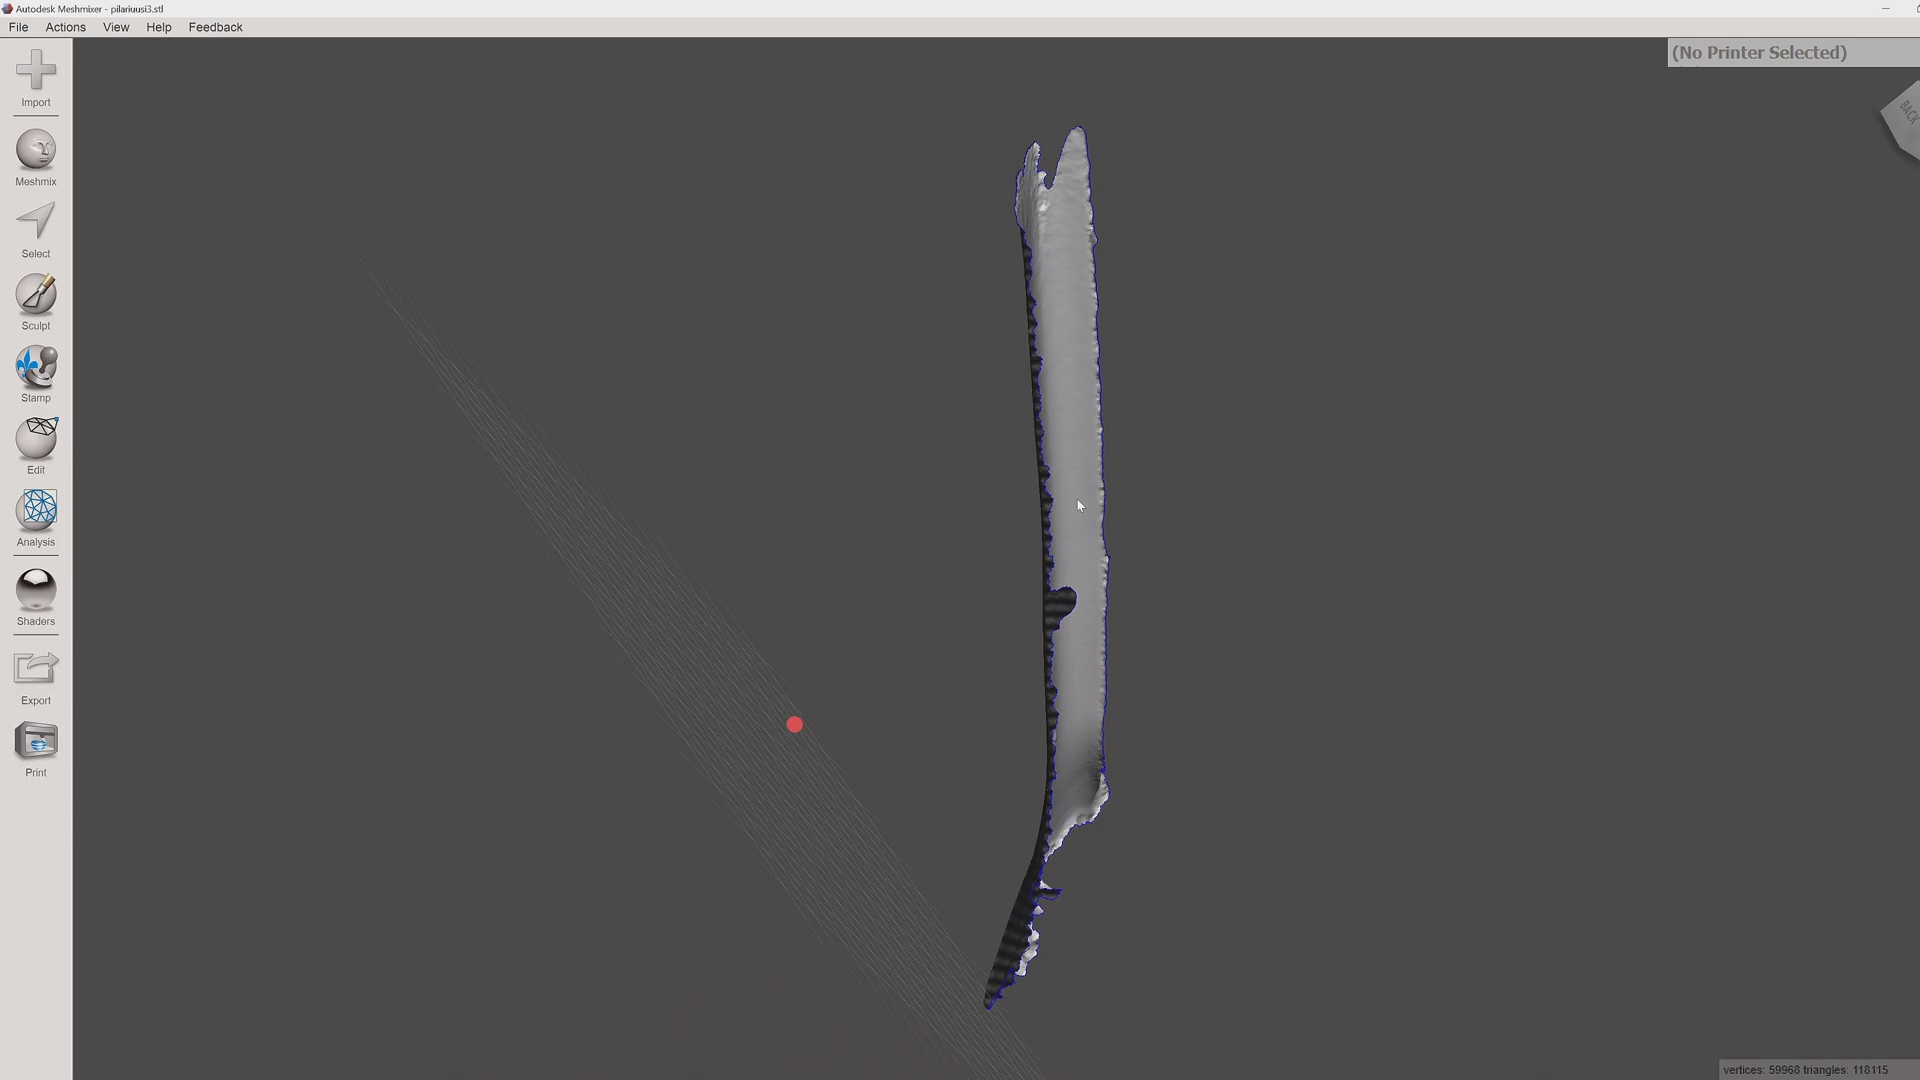 Autodesk Meshmixer - pilariuusi3.stl
File Actions View Help Feedback
(No Printer Selected)
Import
BACK
Meshmix
Select
Sculpt
Stamp
Edit
Analysis
Shaders
Export
Print
vertices: 59968 triangles: 118115